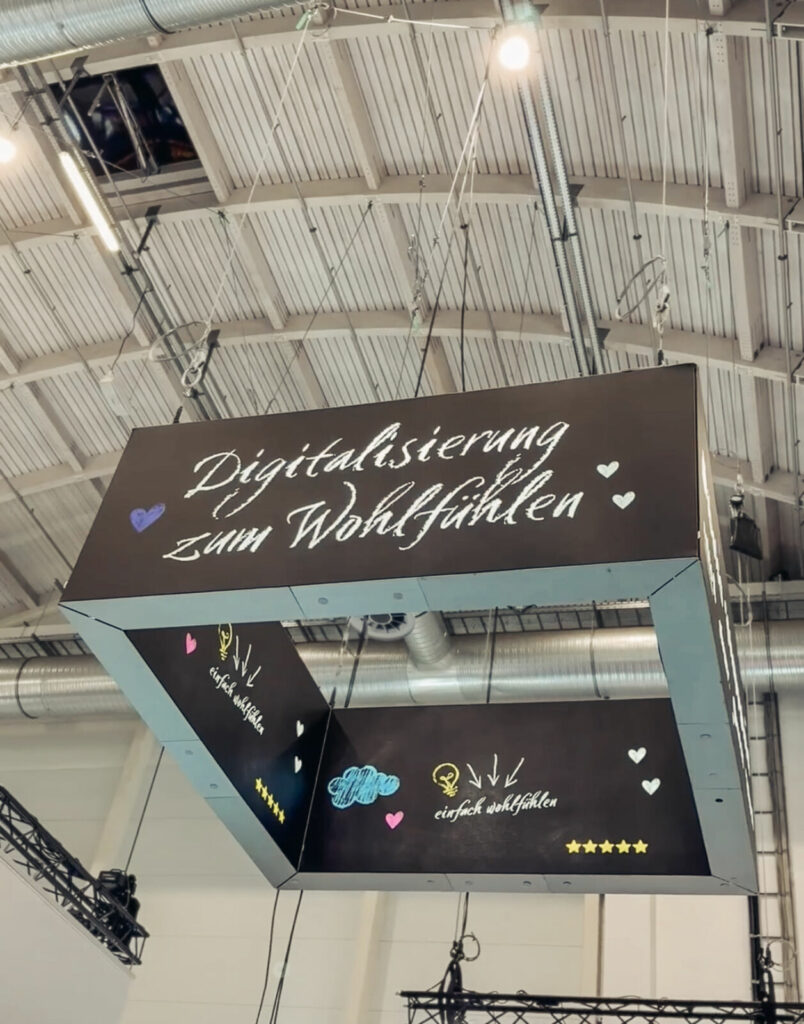 Digitalisierung
zum Wohlfühlen
einfach wohlfühlen
einfach wohlfühlen